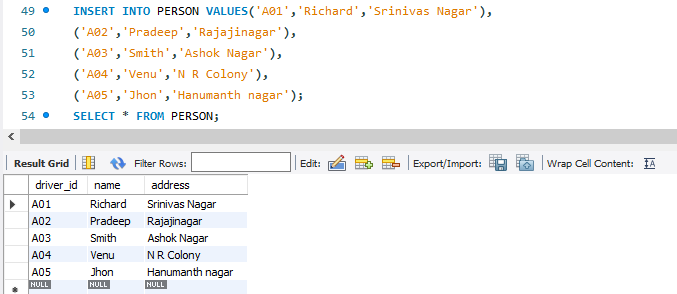 49 INSERT INTO PERSON VALUES('A01','Richard','Srinivas Nagar'),
50 ('A02','Pradeep','Rajajinagar'),
51 ('A03','Smith','Ashok Nagar'),
52 ('A04','Venu','N R Colony'),
53 ('A05','Jhon','Hanumanth nagar');
54 SELECT * FROM PERSON;
Result Grid Filter Rows: Edit: Export/Import: Wrap Cell Content: IA
driver_id name address
A01 Richard Srinivas Nagar
A02 Pradeep Rajajinagar
A03 Smith Ashok Nagar
A04 Venu N R Colony
A05 Jhon Hanumanth nagar
NULL NULL NULL